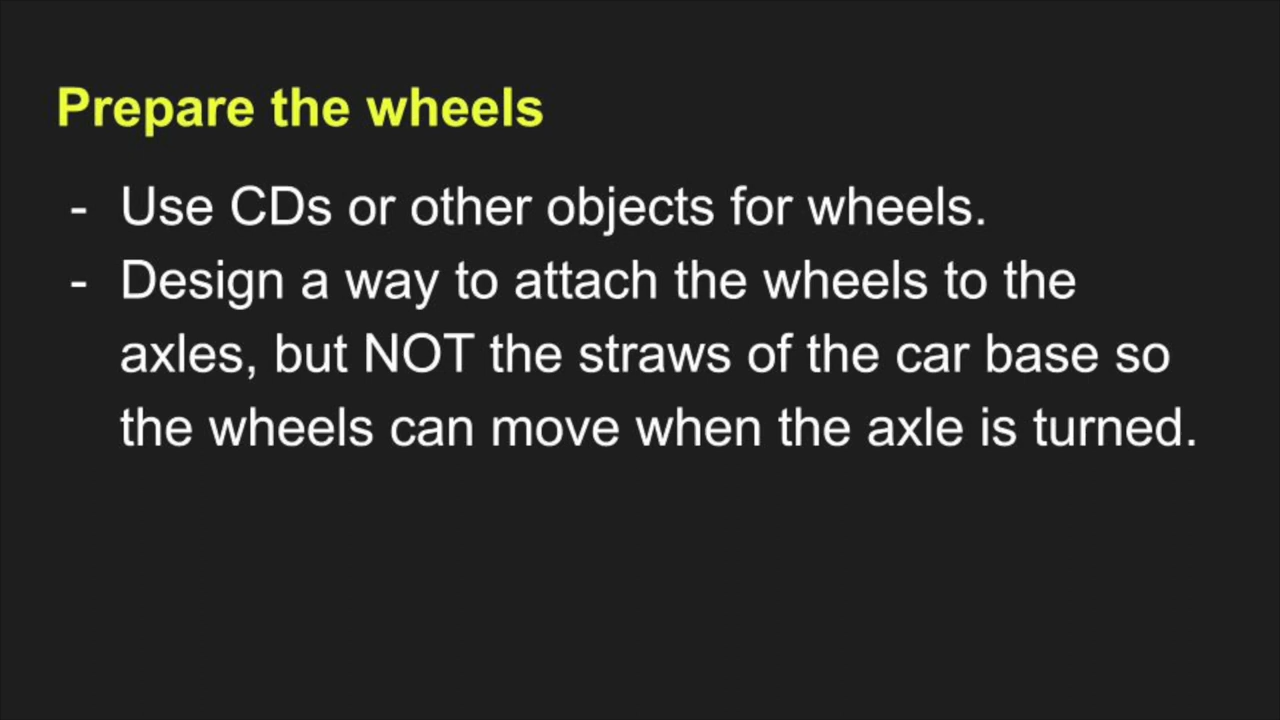 Prepare the wheels
- Use CDs or other objects for wheels.
- Design a way to attach the wheels to the
axles, but NOT the straws of the car base so
the wheels can move when the axle is turned.